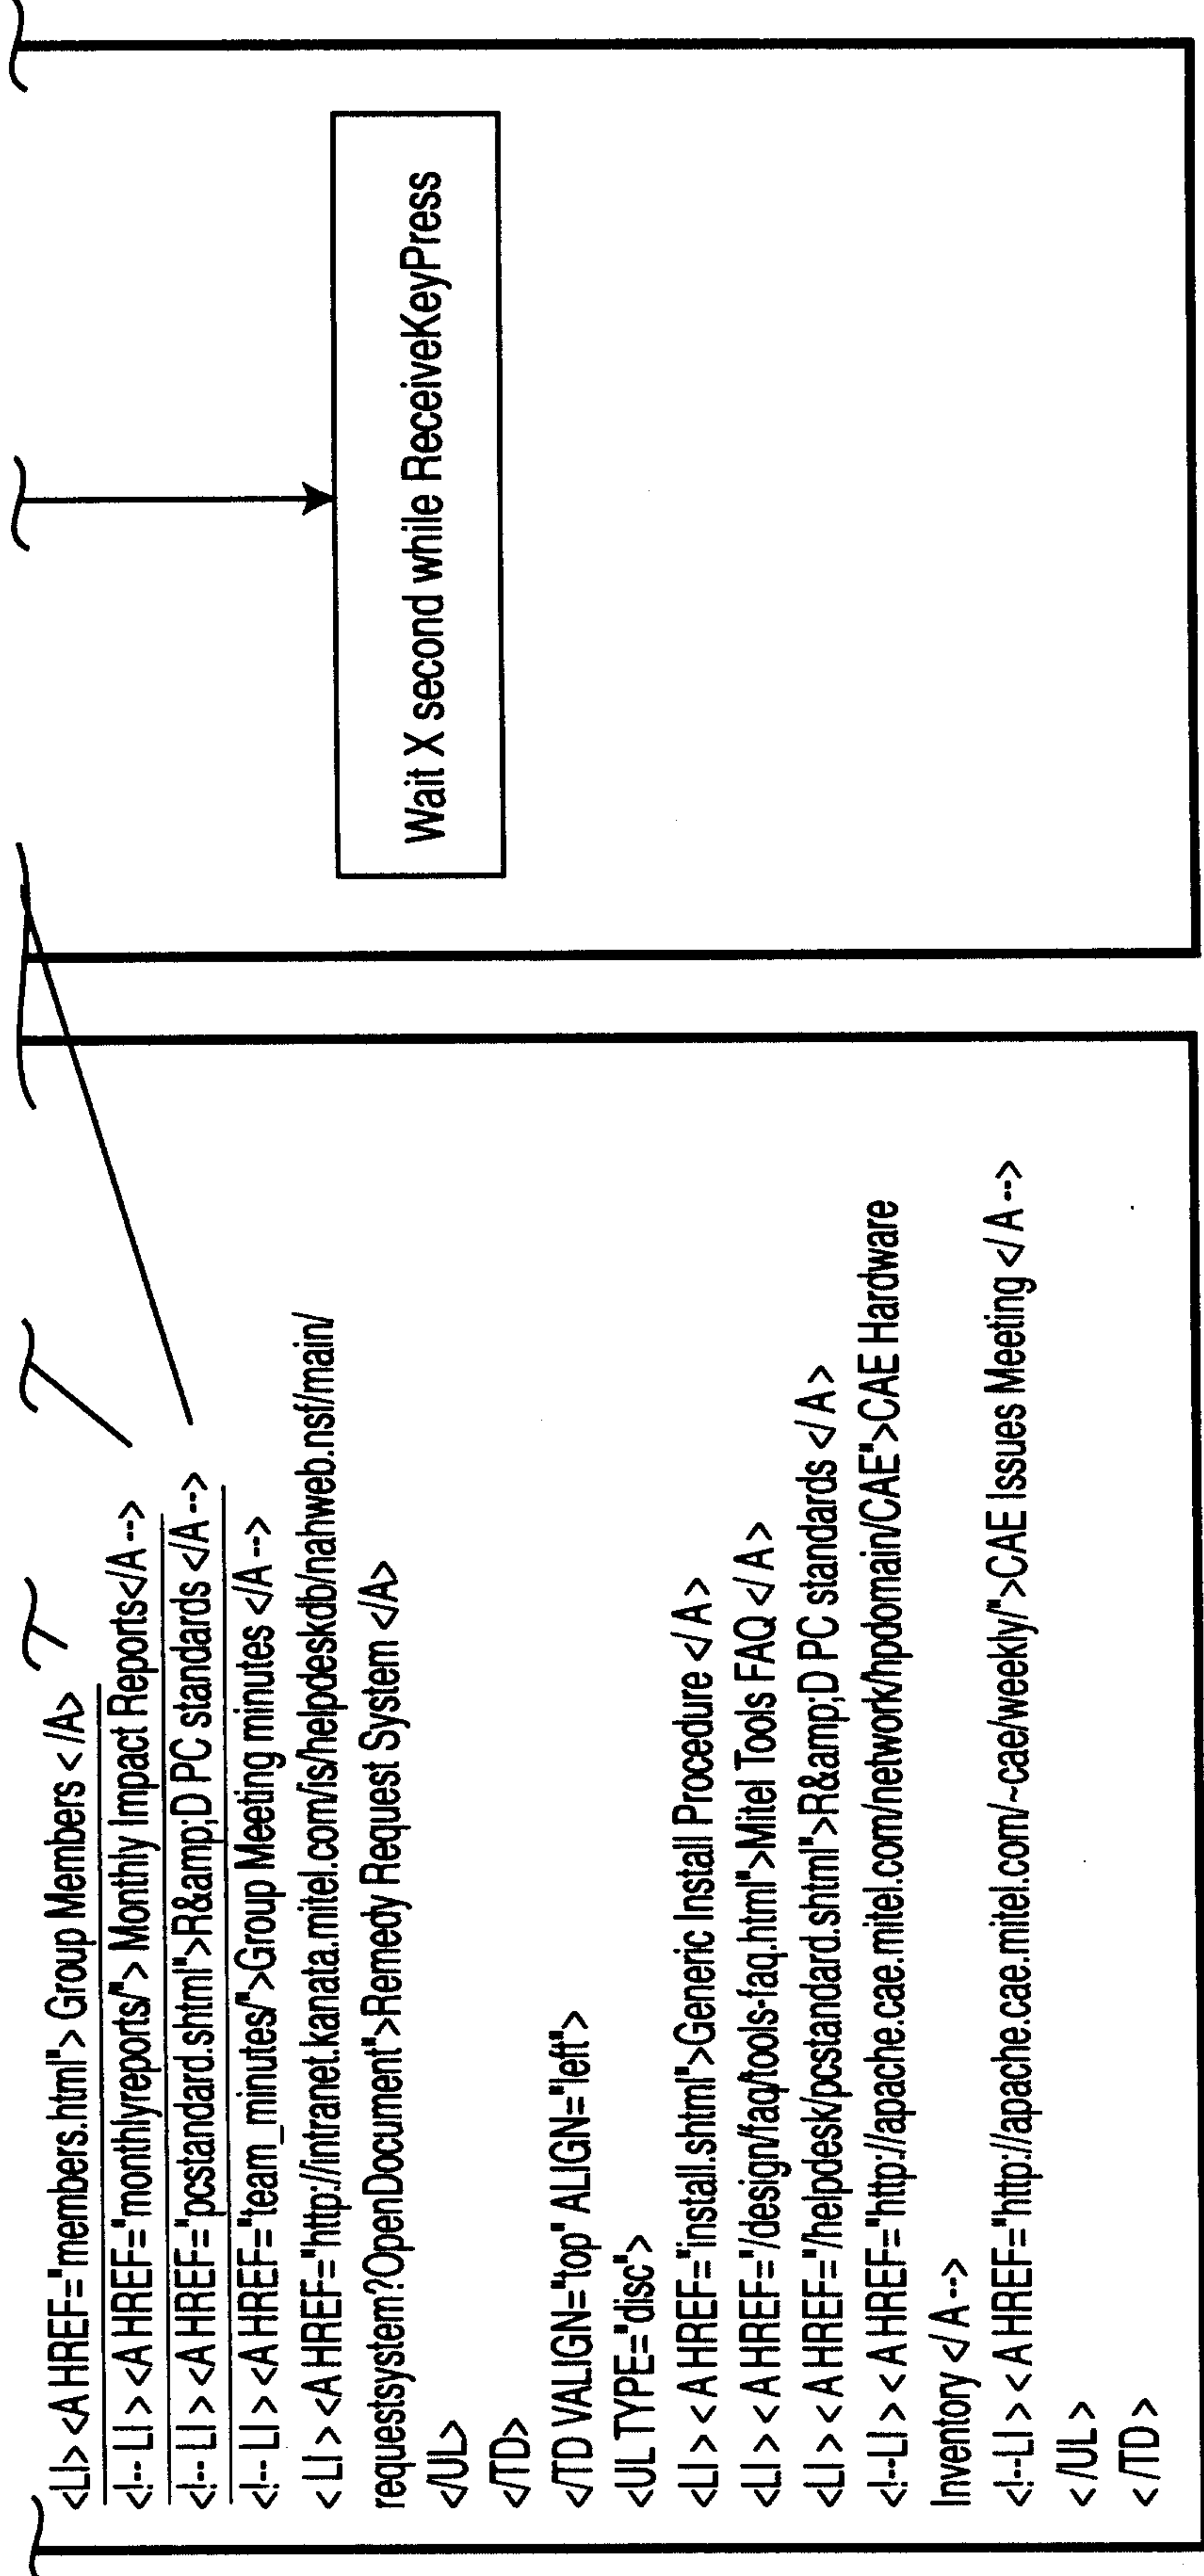 <LI> <A HREF="members.html"> Group Members </A>
<!-- LI > <A HREF="monthlyreports/"> Monthly Impact Reports</A -->
<!-- LI > <A HREF="pcstandard.shtml">R&amp;D PC standards </A -->
<!-- LI > <A HREF="team_minutes/">Group Meeting minutes </A -->
< LI > <A HREF="http://intranet.kanata.mitel.com/is/helpdeskdb/nahweb.nsf/main/
requestsystem?OpenDocument">Remedy Request System </A>
</UL>
</TD>
</TD VALIGN="top" ALIGN="left">
<UL TYPE="disc">
<LI > < A HREF="install.shtml">Generic Install Procedure </A >
<LI > < A HREF="/design/faq/tools-faq.html">Mitel Tools FAQ </A >
<LI > < A HREF="/helpdesk/pcstandard.shtml">R&amp;D PC standards </A >
<!--LI > < A HREF="http://apache.cae.mitel.com/network/hpdomain/CAE">CAE Hardware
Inventory </A -->
<!--LI > < A HREF="http://apache.cae.mitel.com/~cae/weekly/">CAE Issues Meeting </A -->
</UL >
</TD >
Wait X second while ReceiveKeyPress